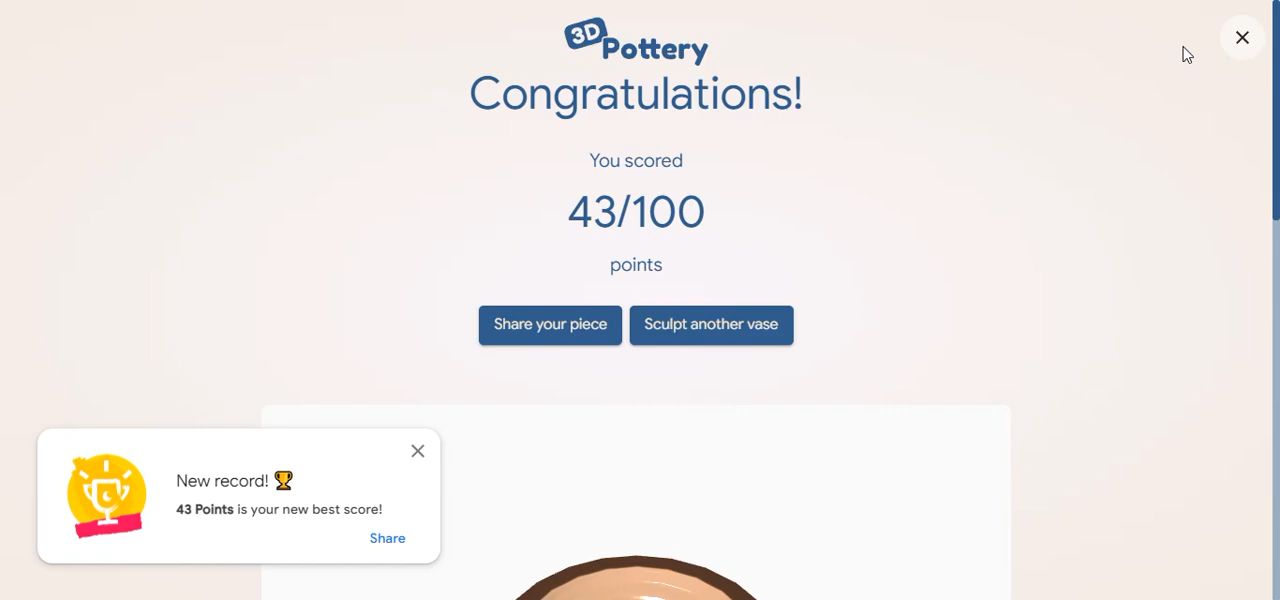 3D Pottery
Congratulations!
You scored
43/100
points
Share your piece
Sculpt another vase
New record! 🏆
43 Points is your new best score!
Share